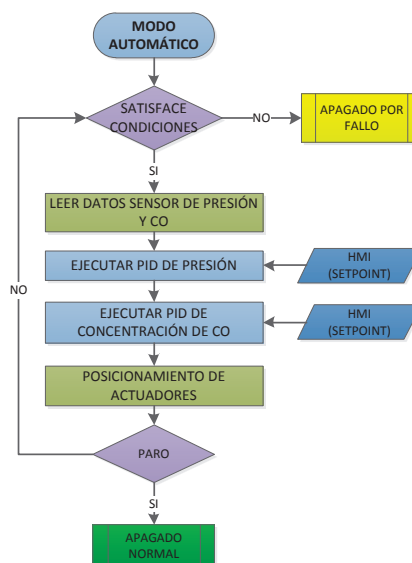 MODO
AUTOMÁTICO
SATISFACE
CONDICIONES
NO
APAGADO POR
FALLO
SI
LEER DATOS SENSOR DE PRESIÓN
Y CO
EJECUTAR PID DE PRESIÓN
HMI
(SETPOINT)
NO
EJECUTAR PID DE
CONCENTRACIÓN DE CO
HMI
(SETPOINT)
POSICIONAMIENTO DE
ACTUADORES
PARO
SI
APAGADO
NORMAL